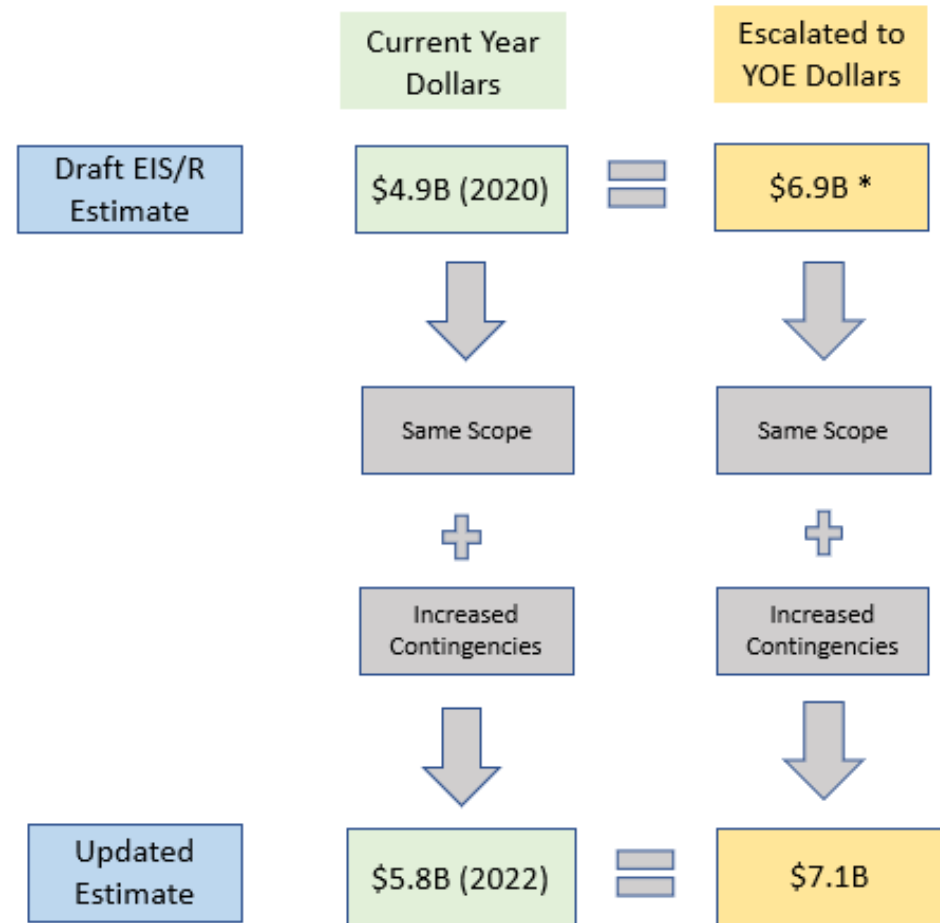 Current Year
Dollars
Escalated to
YOE Dollars
Draft EIS/R
Estimate
$4.9B (2020)
$6.9B *
Same Scope
Same Scope
Increased
Contingencies
Increased
Contingencies
Updated
Estimate
$5.8B (2022)
$7.1B